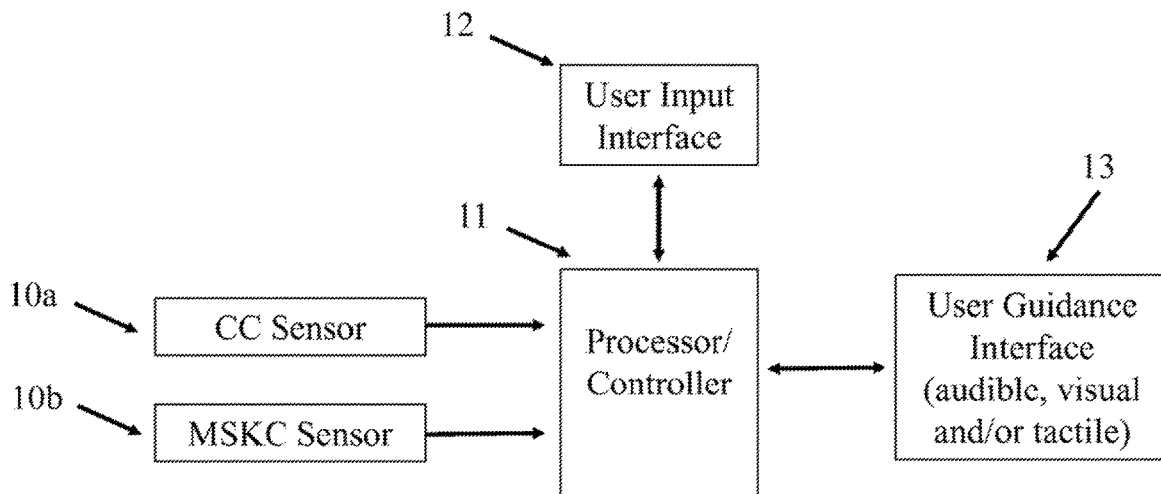 12
User Input
Interface
13
11
10a
CC Sensor
Processor/
Controller
User Guidance
Interface
(audible, visual
and/or tactile)
10b
MSKC Sensor